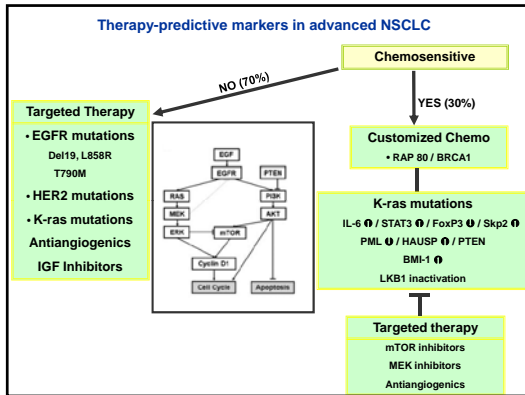 Therapy-predictive markers in advanced NSCLC
Chemosensitive
NO (70%)
YES (30%)
Targeted Therapy
• EGFR mutations
Del19, L858R
T790M
• HER2 mutations
• K-ras mutations
Antiangiogenics
IGF Inhibitors
EGF
EGFR
PTEN
RAS
PI3K
MEK
AKT
ERK
mTOR
Cyclin D1
Cell Cycle
Apoptosis
Customized Chemo
• RAP 80 / BRCA1
K-ras mutations
IL-6 ⬆ / STAT3 ⬆ / FoxP3 ⬇ / Skp2 ⬆
PML ⬇ / HAUSP ⬆ / PTEN
BMI-1 ⬆
LKB1 inactivation
Targeted therapy
mTOR inhibitors
MEK inhibitors
Antiangiogenics